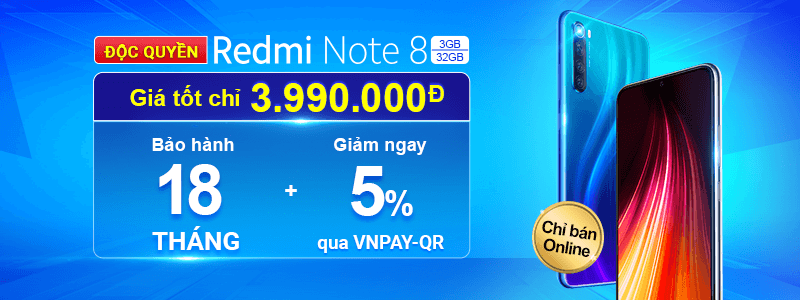 ĐỘC QUYỀN Redmi Note 8 3GB
32GB
Giá tốt chỉ 3.990.000Đ
Bảo hành
18
THÁNG
+
Giảm ngay
5%
qua VNPAY-QR
Chỉ bán
Online